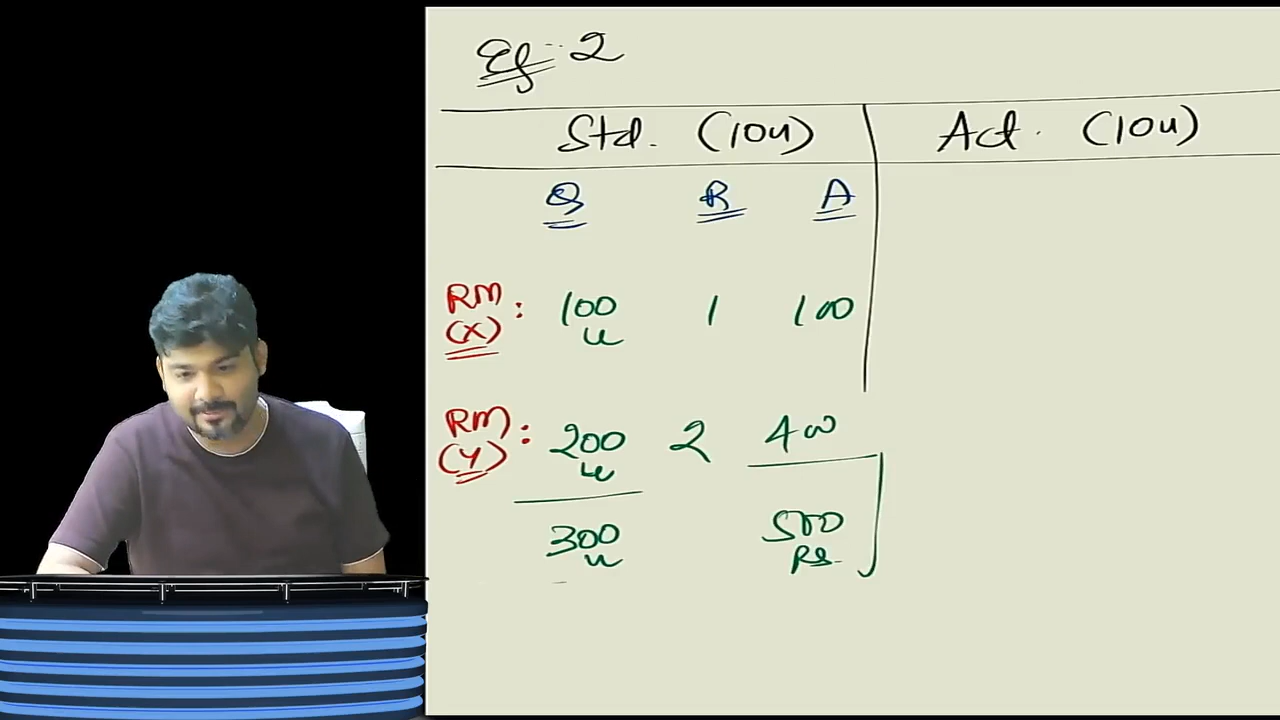 Eg: 2
Std. (10u) Act. (10u)
Q R A
RM (X) : 100 u 1 100
RM (Y) : 200 u 2 400
300 u 500 Rs.